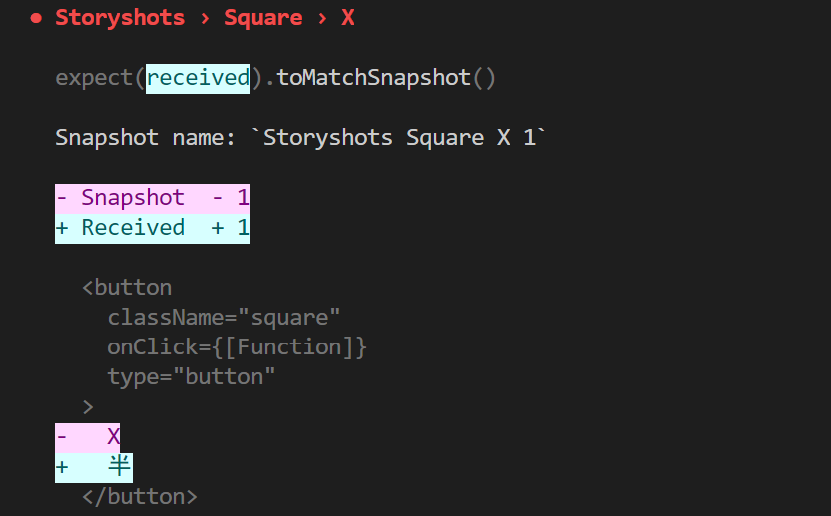 ● Storyshots › Square › X
expect(received).toMatchSnapshot()
Snapshot name: `Storyshots Square X 1`
- Snapshot  - 1
+ Received  + 1
<button
className="square"
onClick={[Function]}
type="button"
>
-   X
+   半
</button>